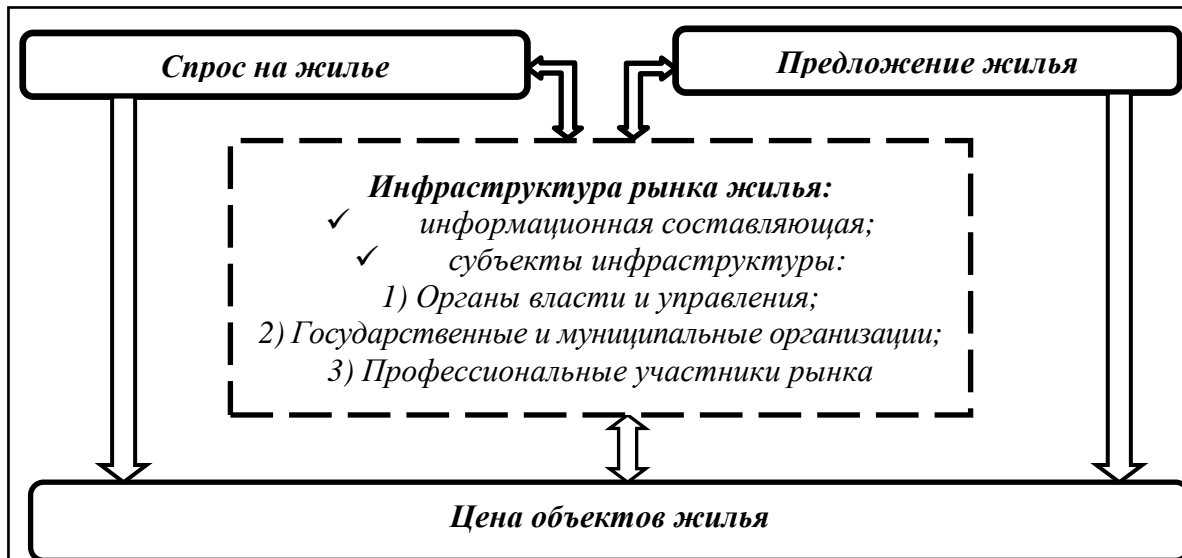 Спрос на жилье
Предложение жилья
Инфраструктура рынка жилья:
✓ информационная составляющая;
✓ субъекты инфраструктуры:
1) Органы власти и управления;
2) Государственные и муниципальные организации;
3) Профессиональные участники рынка
Цена объектов жилья